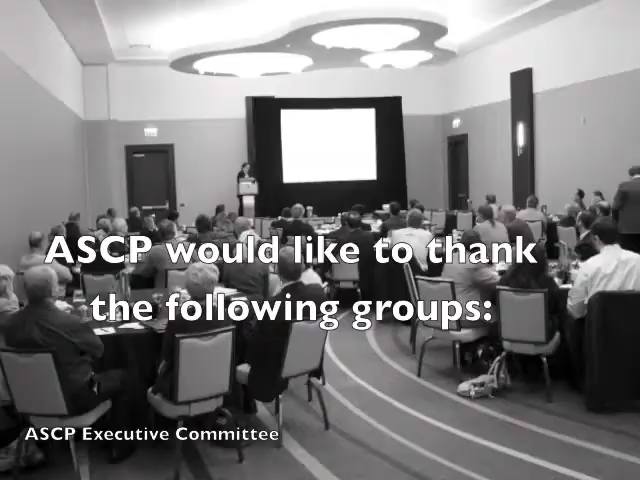 ASCP would like to thank
the following groups:
ASCP Executive Committee